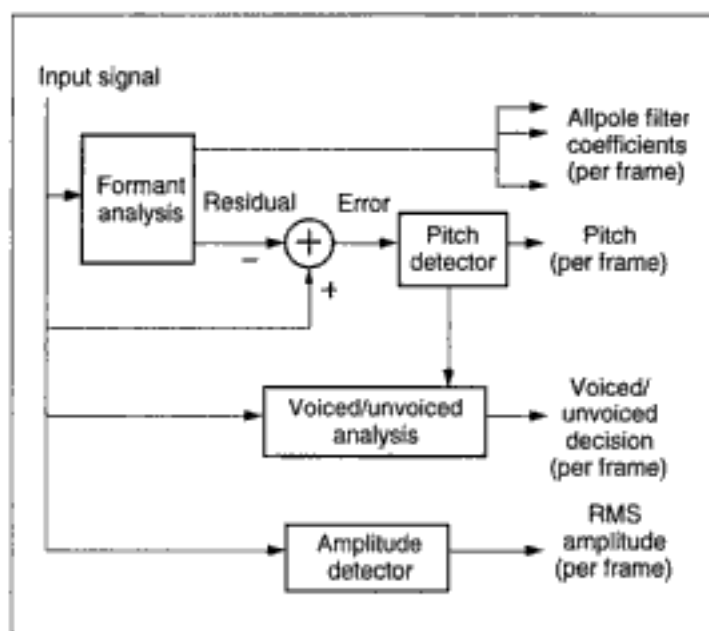 Input signal
Allpole filter
coefficients
(per frame)
Formant
analysis
Residual
Error
+
−
+
Pitch
detector
Pitch
(per frame)
Voiced/unvoiced
analysis
Voiced/
unvoiced
decision
(per frame)
Amplitude
detector
RMS
amplitude
(per frame)